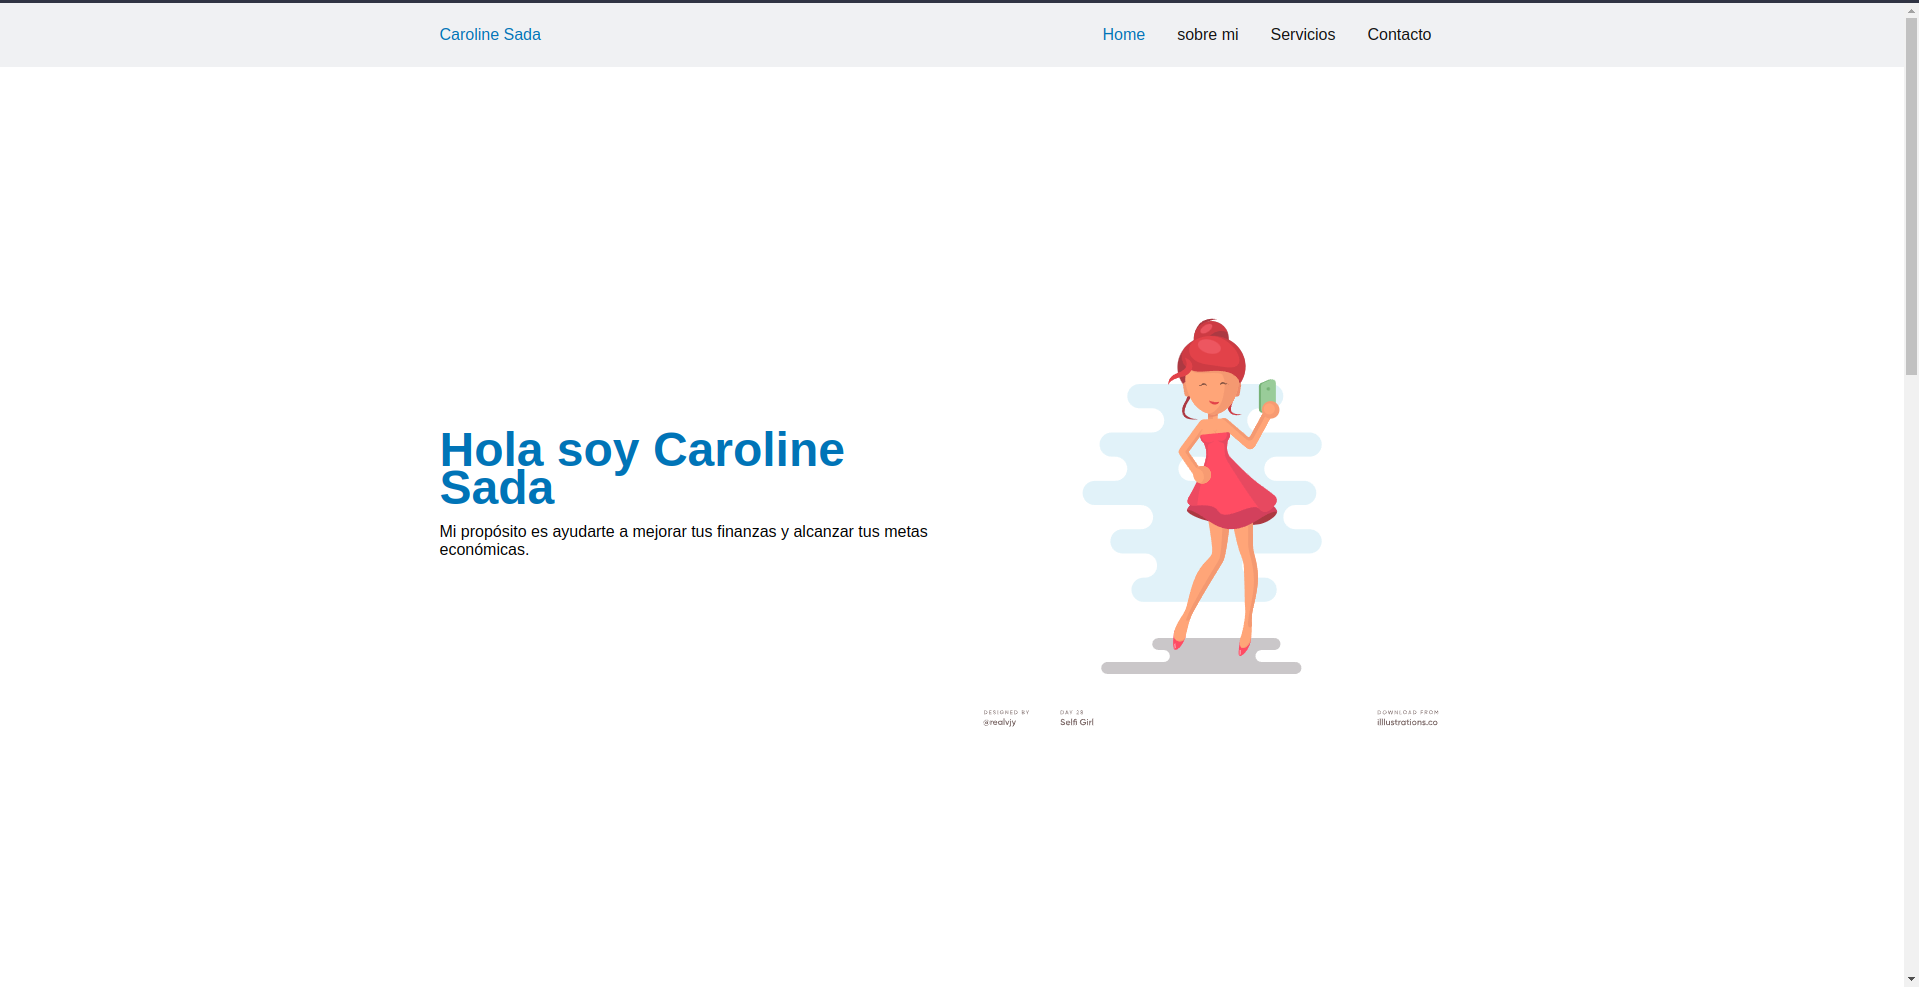 Caroline Sada
Home sobre mi Servicios Contacto
Hola soy Caroline
Sada
Mi propósito es ayudarte a mejorar tus finanzas y alcanzar tus metas
económicas.
DESIGNED BY
@realvjy
DAY 28
Selfi Girl
DOWNLOAD FROM
illlustrations.co